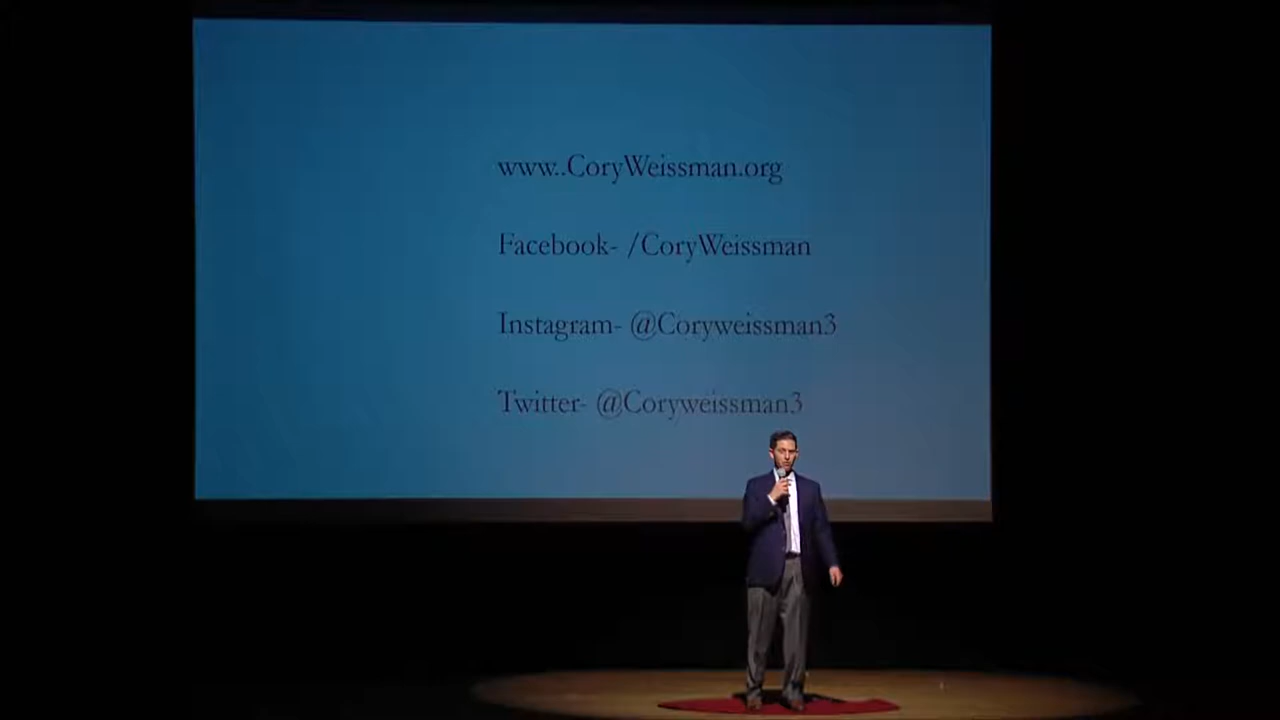 www..CoryWeissman.org
Facebook- /CoryWeissman
Instagram- @Coryweissman3
Twitter- @Coryweissman3